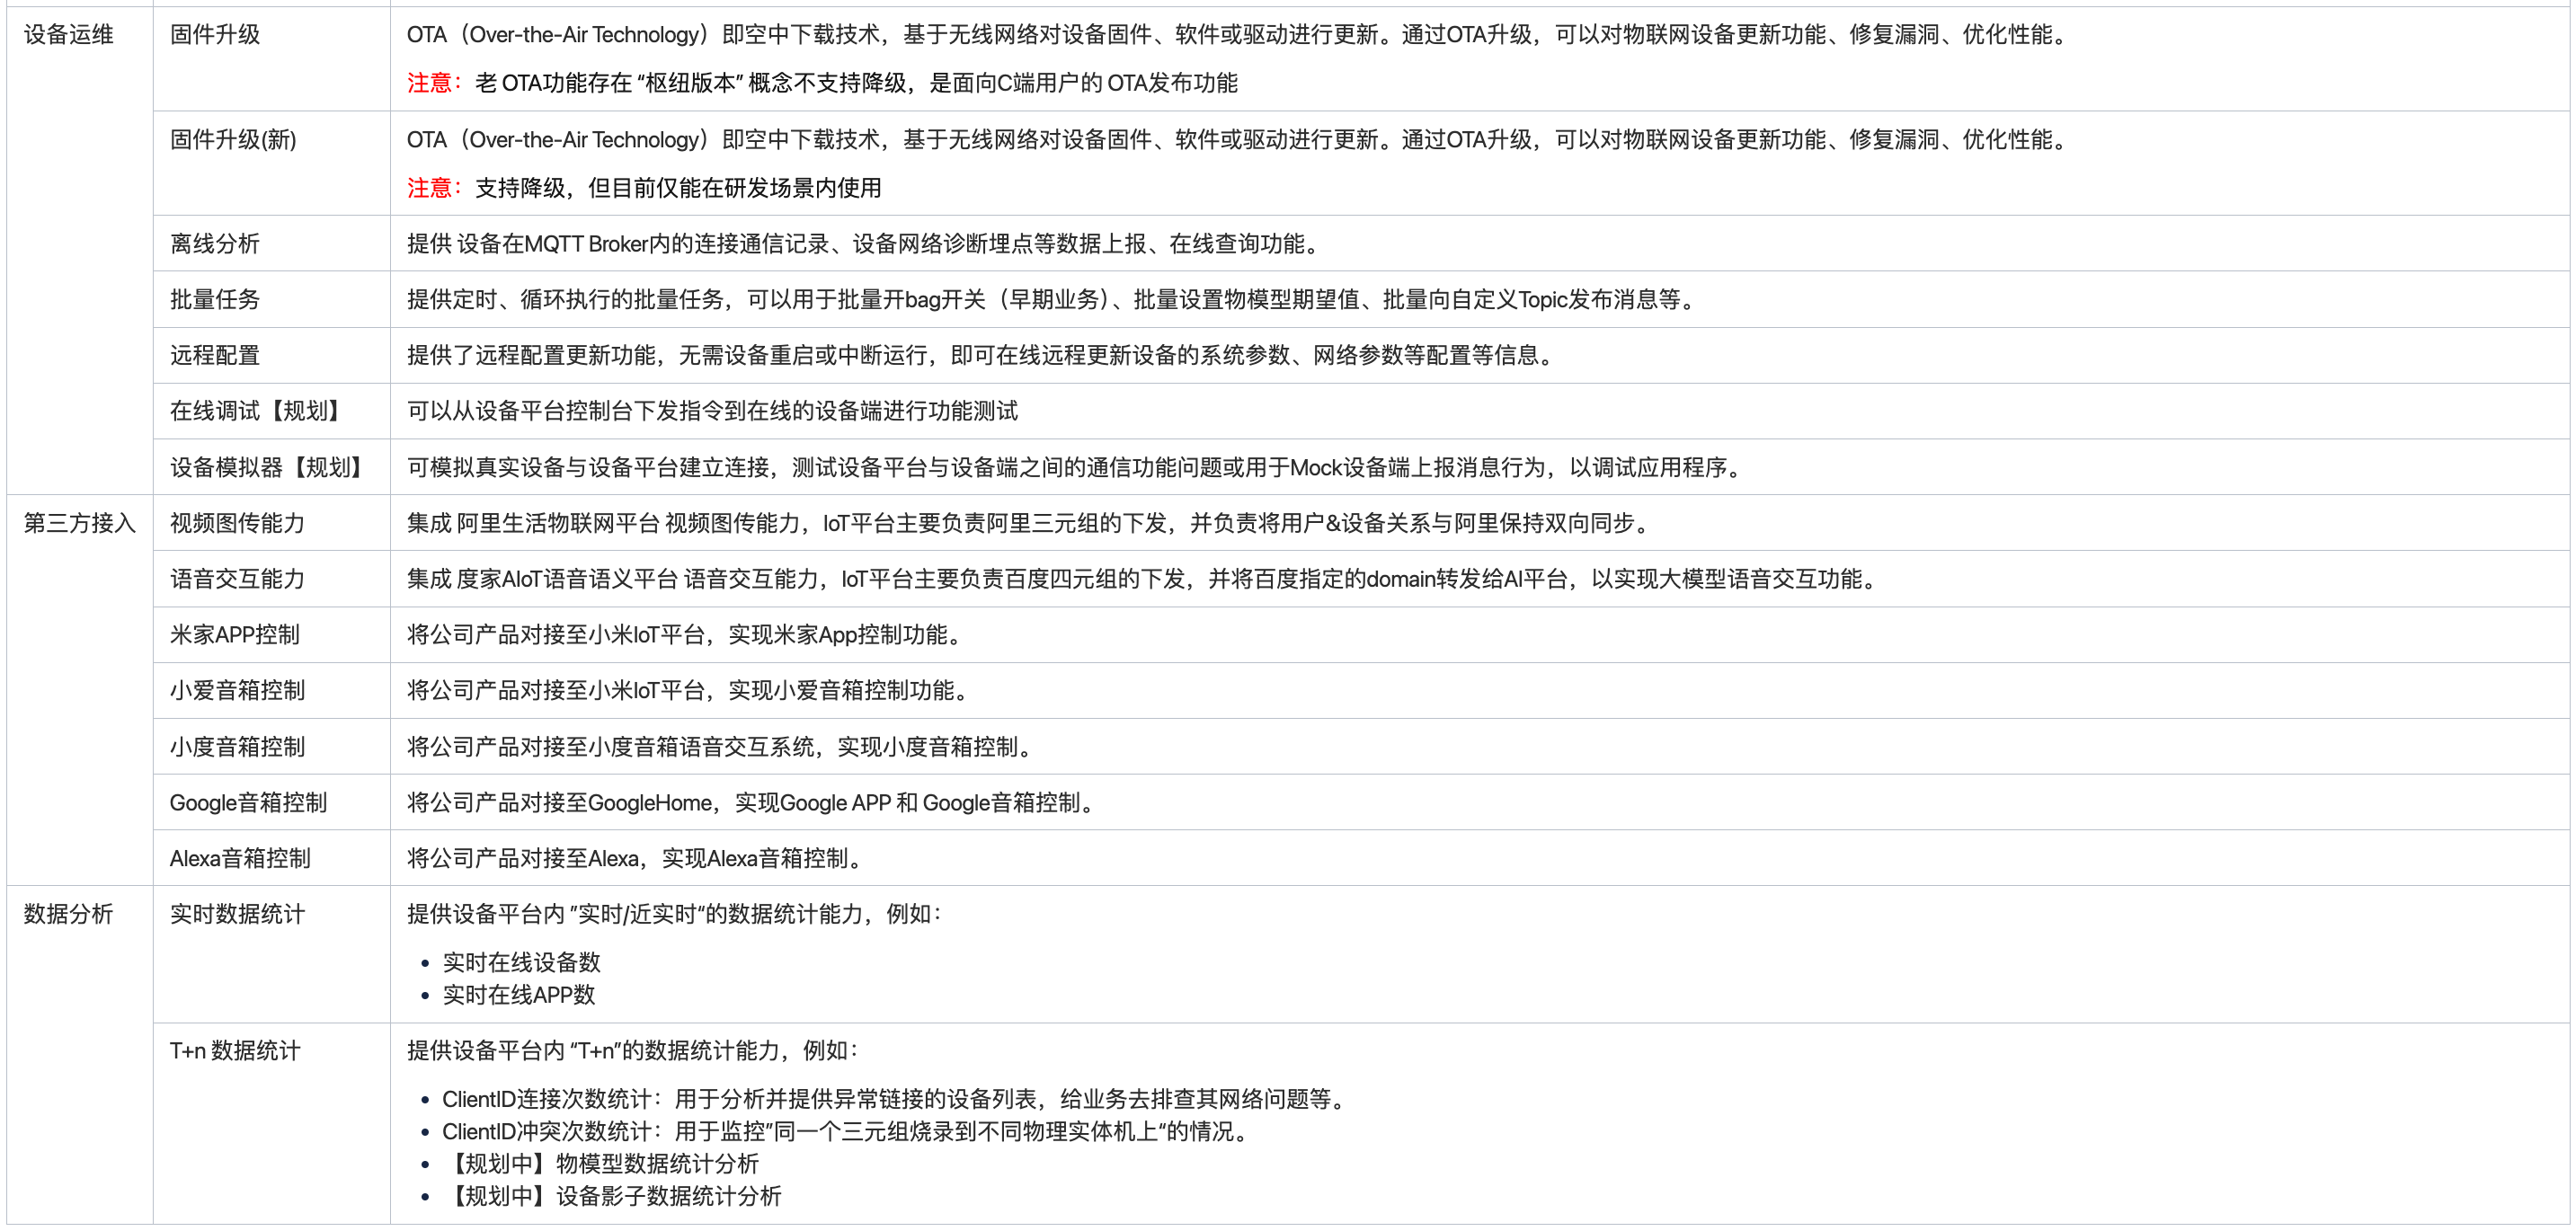 设备运维
固件升级
OTA（Over-the-Air Technology）即空中下载技术，基于无线网络对设备固件、软件或驱动进行更新。通过OTA升级，可以对物联网设备更新功能、修复漏洞、优化性能。
注意：老 OTA功能存在 “枢纽版本” 概念不支持降级，是面向C端用户的 OTA发布功能
固件升级(新)
OTA（Over-the-Air Technology）即空中下载技术，基于无线网络对设备固件、软件或驱动进行更新。通过OTA升级，可以对物联网设备更新功能、修复漏洞、优化性能。
注意：支持降级，但目前仅能在研发场景内使用
离线分析
提供 设备在MQTT Broker内的连接通信记录、设备网络诊断埋点等数据上报、在线查询功能。
批量任务
提供定时、循环执行的批量任务，可以用于批量开bag开关（早期业务）、批量设置物模型期望值、批量向自定义Topic发布消息等。
远程配置
提供了远程配置更新功能，无需设备重启或中断运行，即可在线远程更新设备的系统参数、网络参数等配置等信息。
在线调试【规划】
可以从设备平台控制台下发指令到在线的设备端进行功能测试
设备模拟器【规划】
可模拟真实设备与设备平台建立连接，测试设备平台与设备端之间的通信功能问题或用于Mock设备端上报消息行为，以调试应用程序。
第三方接入
视频图传能力
集成 阿里生活物联网平台 视频图传能力，IoT平台主要负责阿里三元组的下发，并负责将用户&设备关系与阿里保持双向同步。
语音交互能力
集成 度家AIoT语音语义平台 语音交互能力，IoT平台主要负责百度四元组的下发，并将百度指定的domain转发给AI平台，以实现大模型语音交互功能。
米家APP控制
将公司产品对接至小米IoT平台，实现米家App控制功能。
小爱音箱控制
将公司产品对接至小米IoT平台，实现小爱音箱控制功能。
小度音箱控制
将公司产品对接至小度音箱语音交互系统，实现小度音箱控制。
Google音箱控制
将公司产品对接至GoogleHome，实现Google APP 和 Google音箱控制。
Alexa音箱控制
将公司产品对接至Alexa，实现Alexa音箱控制。
数据分析
实时数据统计
提供设备平台内 ”实时/近实时“的数据统计能力，例如：
• 实时在线设备数
• 实时在线APP数
T+n 数据统计
提供设备平台内 “T+n”的数据统计能力，例如：
• ClientID连接次数统计：用于分析并提供异常链接的设备列表，给业务去排查其网络问题等。
• ClientID冲突次数统计：用于监控”同一个三元组烧录到不同物理实体机上“的情况。
• 【规划中】物模型数据统计分析
• 【规划中】设备影子数据统计分析